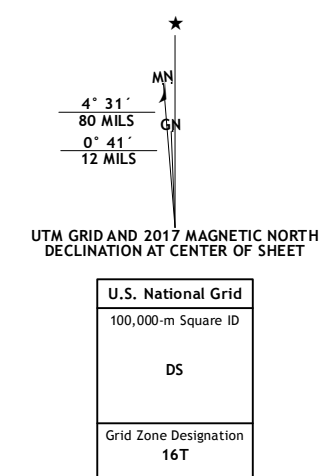 ★
MN
4° 31´
80 MILS
GN
0° 41´
12 MILS
UTM GRID AND 2017 MAGNETIC NORTH
DECLINATION AT CENTER OF SHEET
U.S. National Grid
100,000-m Square ID
DS
Grid Zone Designation
16T